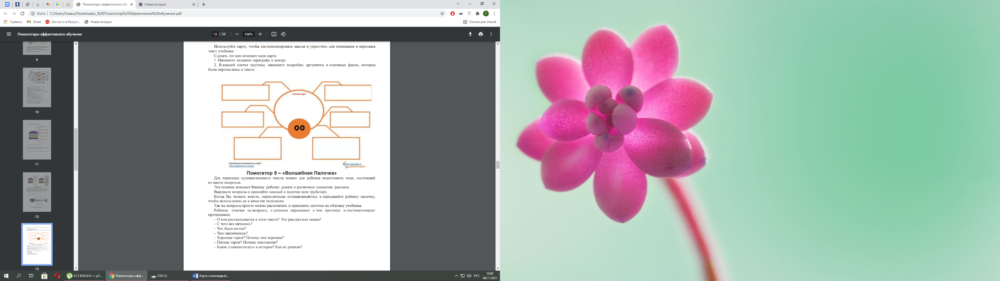 Помогаторы эффективного обу
Новая вкладка
Файл
C:/Users/Семья/Downloads/_%20Помогатор%20Эффективное%20обучение.pdf
T
Сервисы
Gmail
Запчасти в Иркутс...
Новая вкладка
Список для чтения
Помогаторы эффективного обучения
13 / 23
100%
9
10
11
12
13
Используйте карту, чтобы систематизировать мысли и упростить для понимания и пересказа
текст учебника.
Сделать это вам поможет паук-карта.
1. Напишите название параграфа в центре.
2. В каждой клетке паутины, напишите подробно, аргументы и основные факты, которые
были перечислены в тексте
Главная идея
Еще больше материалов на сайте
БУЧЕНИЕ С
ДОВОЛЬСТВИЕМ
Помогатор 9 – «Волшебная Палочка»
Для пересказа художественного текста можно для ребенка подготовить план, состоящий
из шести вопросов.
Эта техника поможет Вашему ребенку думать о различных элементах рассказа.
Вырежьте вопросы и приклейте каждый к палочке (или трубочке).
Когда Вы читаете вместе, периодически останавливайтесь и передавайте ребенку палочку,
чтобы использовать ее в качестве подсказки.
Так же вопросы просто можно распечатать и приклеить скотчем на обложку учебника.
Ребенок, отвечая на вопросы, с успехом перескажет о чем прочитал и систематизирует
прочитанное.
– О ком рассказывается в этом тексте? Это рассказ или сказка?
– С чего все началось?
– Что было потом?
– Чем закончилось?
– Хорошие герои? Почему они хорошие?
– Плохие герои? Почему они плохие?
– Какие сложности есть в истории? Как их решили?
0.11 K/0.24 K — µT...
Помогаторы эфф...
ETA (I:)
Карта слововеда.d...
РУС
15:05
04.11.2021